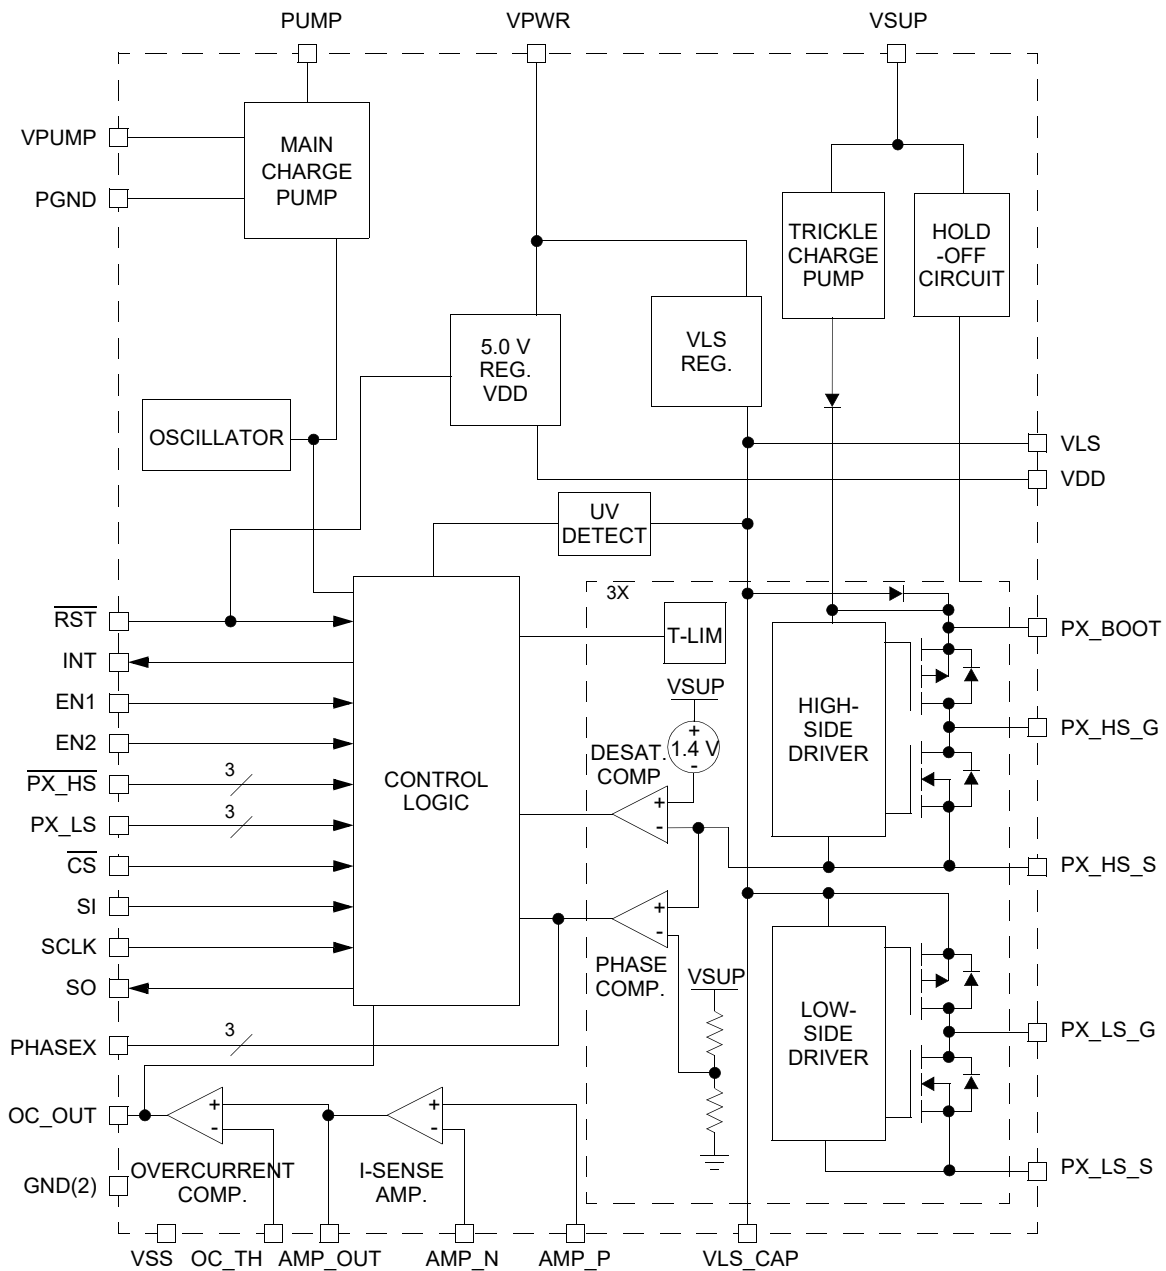 PUMP
VPWR
VSUP
VPUMP
PGND
MAIN
CHARGE
PUMP
TRICKLE
CHARGE
PUMP
HOLD
-OFF
CIRCUIT
5.0 V
REG.
VDD
VLS
REG.
OSCILLATOR
VLS
VDD
UV
DETECT
3X
RST
INT
EN1
EN2
PX_HS
3
PX_LS
3
CS
SI
SCLK
SO
PHASEX
3
OC_OUT
GND(2)
CONTROL
LOGIC
T-LIM
VSUP
+
1.4 V
-
DESAT.
COMP
+
-
+
-
PHASE
COMP.
VSUP
HIGH-
SIDE
DRIVER
LOW-
SIDE
DRIVER
PX_BOOT
PX_HS_G
PX_HS_S
PX_LS_G
PX_LS_S
+
-
OVERCURRENT
COMP.
+
-
I-SENSE
AMP.
VSS
OC_TH
AMP_OUT
AMP_N
AMP_P
VLS_CAP